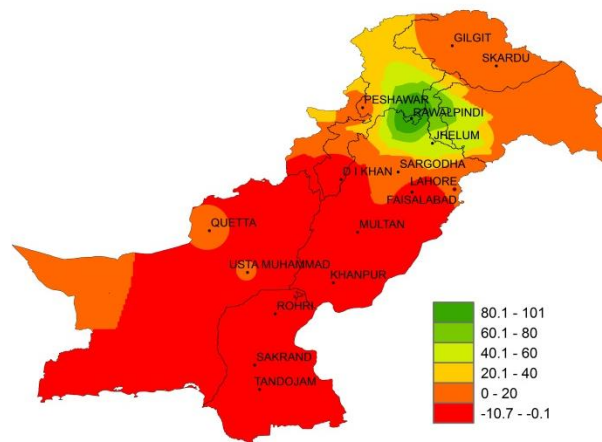 GILGIT
SKARDU
PESHAWAR
RAWALPINDI
JHELUM
SARGODHA
D I KHAN
LAHORE
FAISALABAD
QUETTA
MULTAN
USTA MUHAMMAD
KHANPUR
ROHRI
SAKRAND
TANDOJAM
80.1 - 101
60.1 - 80
40.1 - 60
20.1 - 40
0 - 20
-10.7 - -0.1